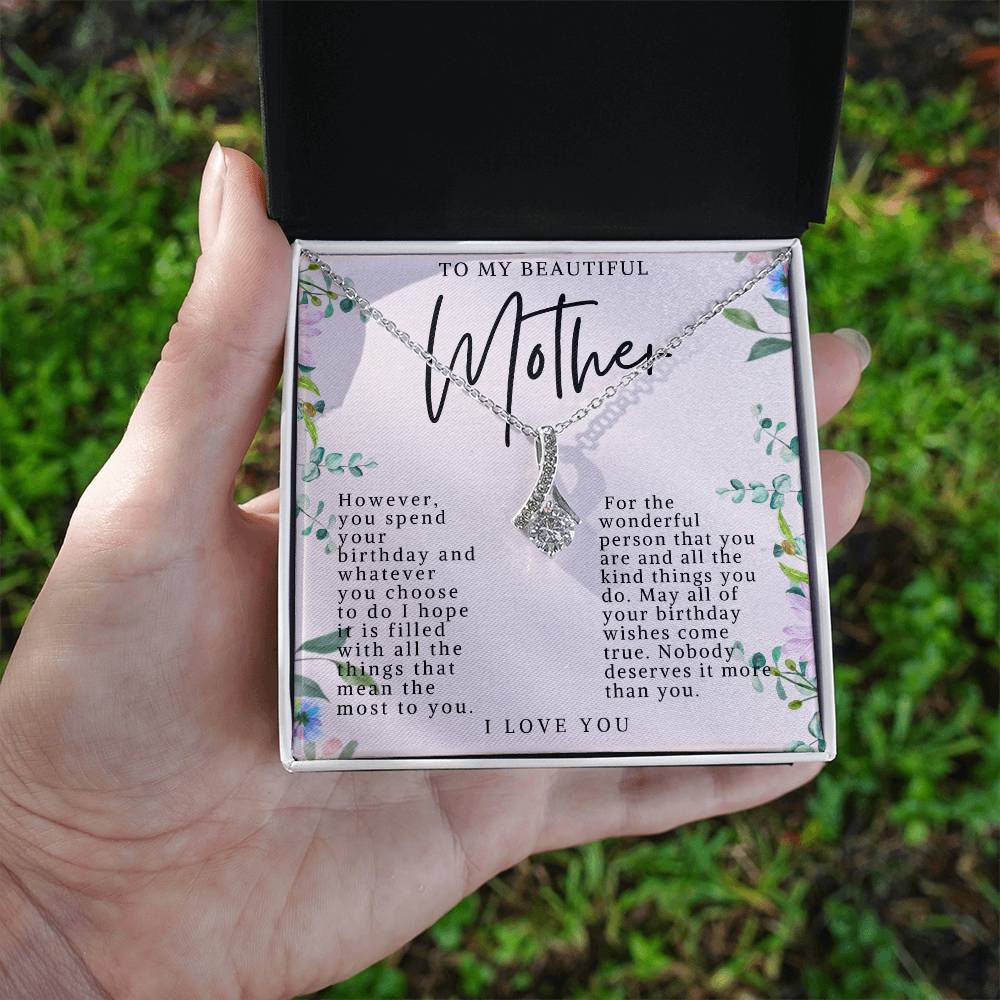 TO MY BEAUTIFUL
Mother
However,
you spend
your
birthday and
whatever
you choose
to do I hope
it is filled
with all the
things that
mean the
most to you.
For the
wonderful
person that you
are and all the
kind things you
do. May all of
your birthday
wishes come
true. Nobody
deserves it more
than you.
I LOVE YOU